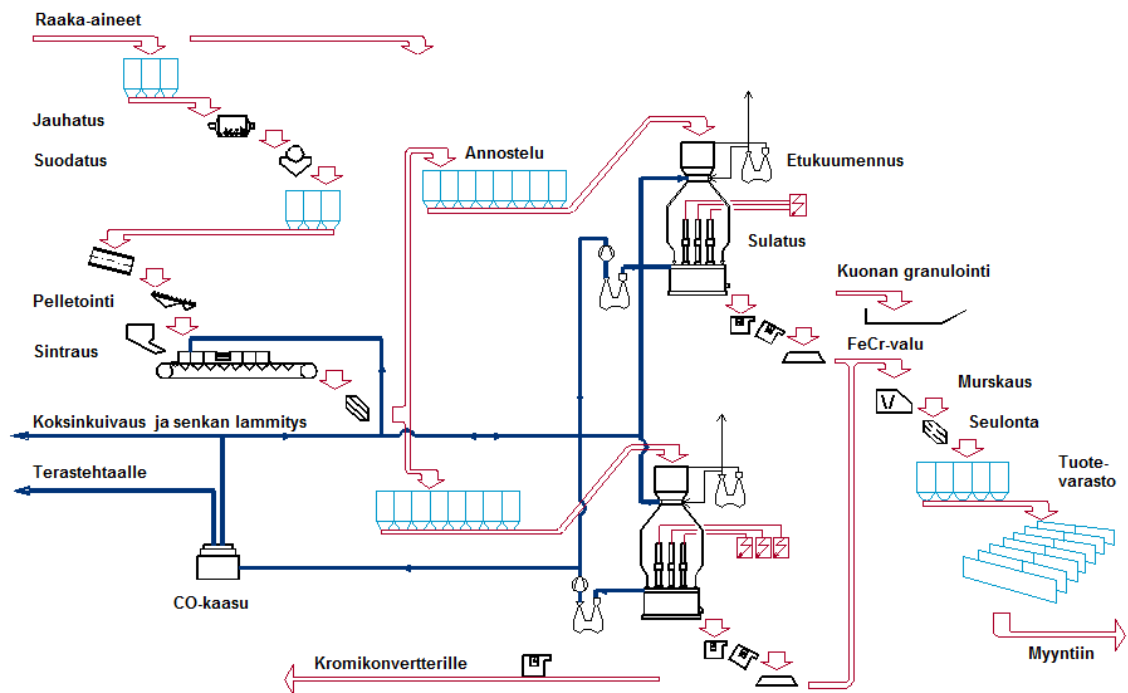 Raaka-aineet
Jauhatus
Suodatus
Annostelu
Etukuumennus
Sulatus
Kuonan granulointi
Pelletointi
Sintraus
FeCr-valu
Murskaus
Seulonta
Koksinkuivaus ja senkan lammitys
Terastehtaalle
Tuote-
varasto
CO-kaasu
Kromikonvertterille
Myyntiin